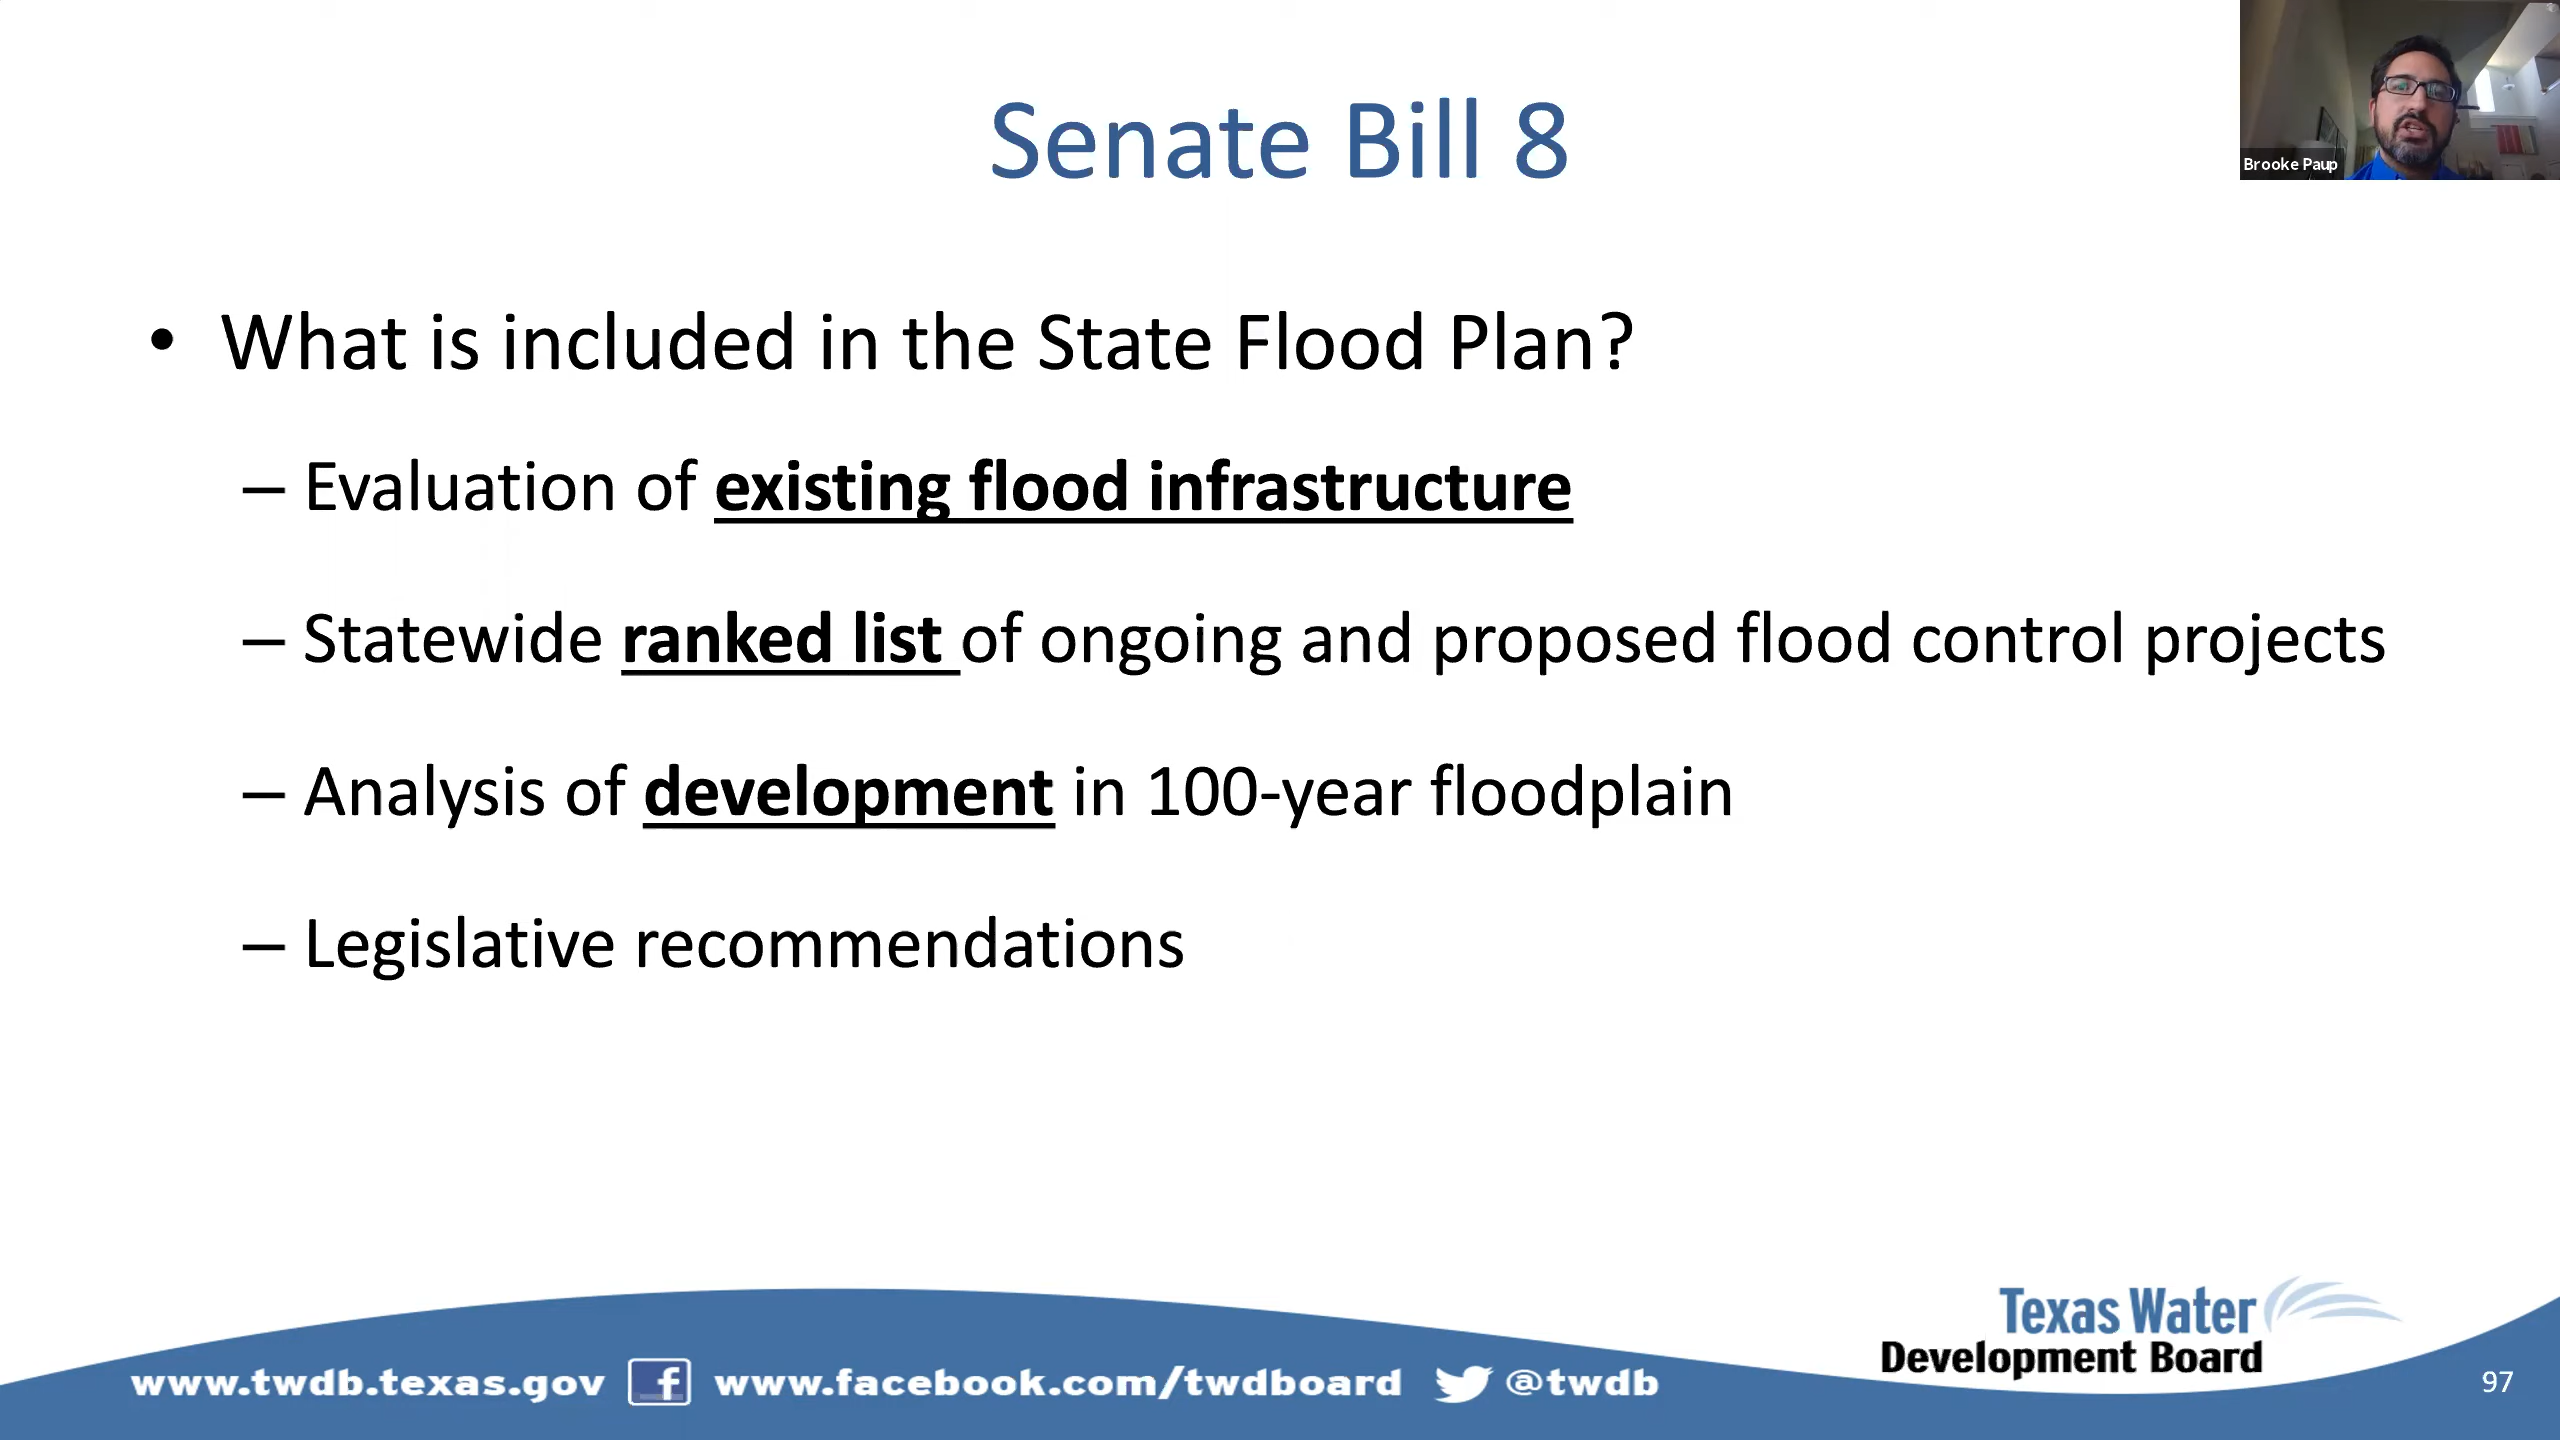 Senate Bill 8
Brooke Paup
• What is included in the State Flood Plan?
– Evaluation of existing flood infrastructure
– Statewide ranked list of ongoing and proposed flood control projects
– Analysis of development in 100-year floodplain
– Legislative recommendations
Texas Water
Development Board
www.twdb.texas.gov f www.facebook.com/twdboard @twdb
97